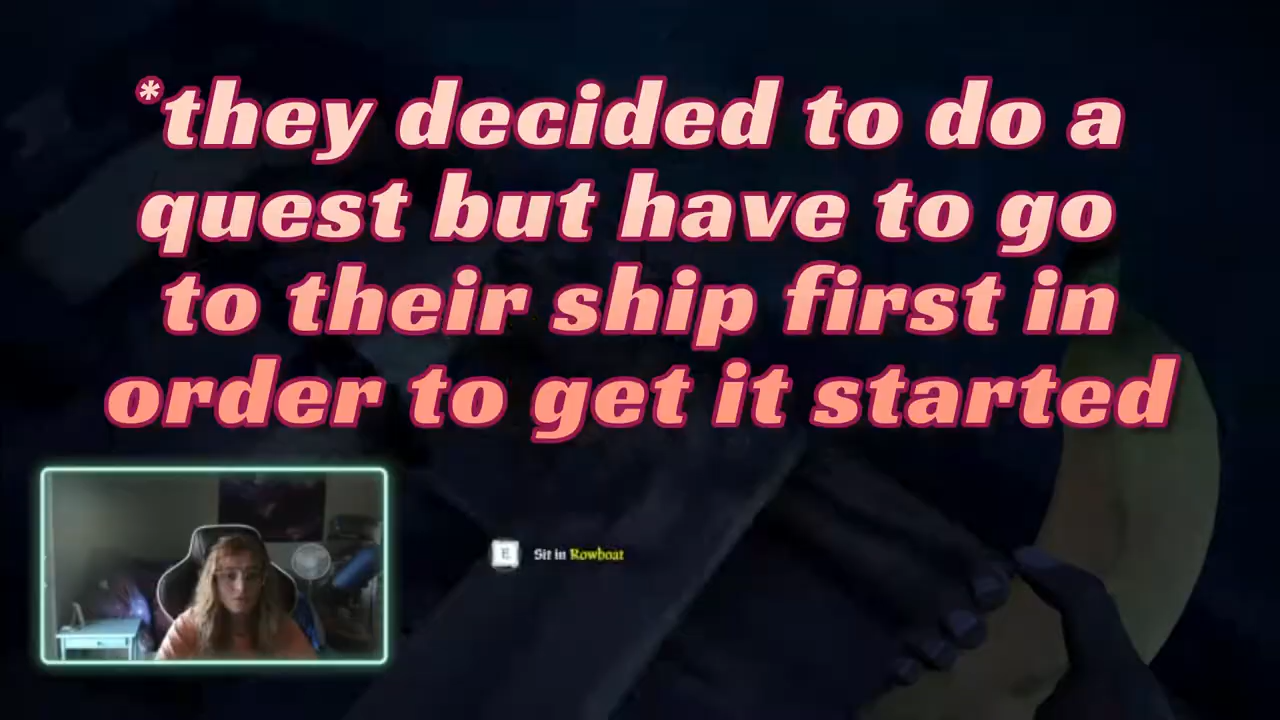 *they decided to do a
quest but have to go
to their ship first in
order to get it started
E Sit in Rowboat